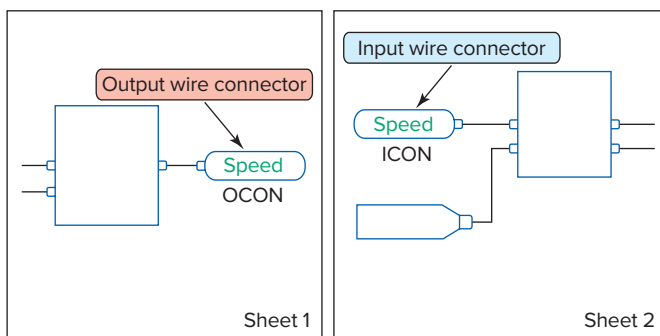 Output wire connector
Speed
OCON
Sheet 1
Input wire connector
Speed
ICON
Sheet 2